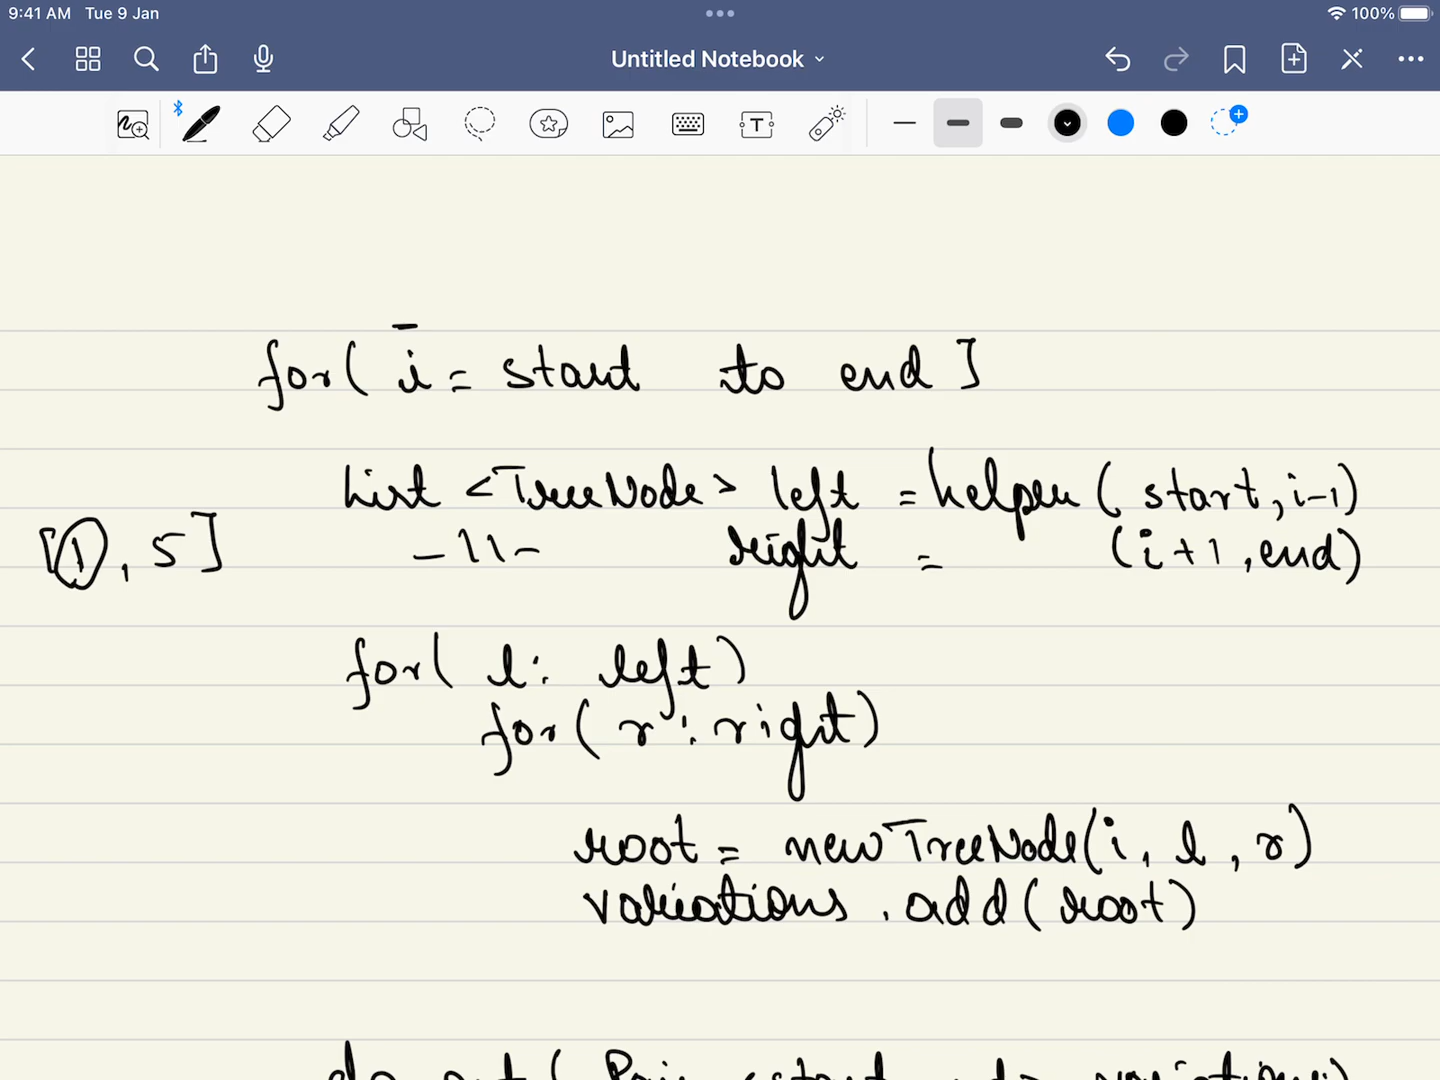 9:41 AM Tue 9 Jan
100%
Untitled Notebook
T
for( i = start to end ]
List <TreeNode> left = helper( start, i-1)
[1, 5] -11- right = (i+1, end)
for( l: left)
for( r: right)
root = new TreeNode(i, l, r)
variations.add(root)